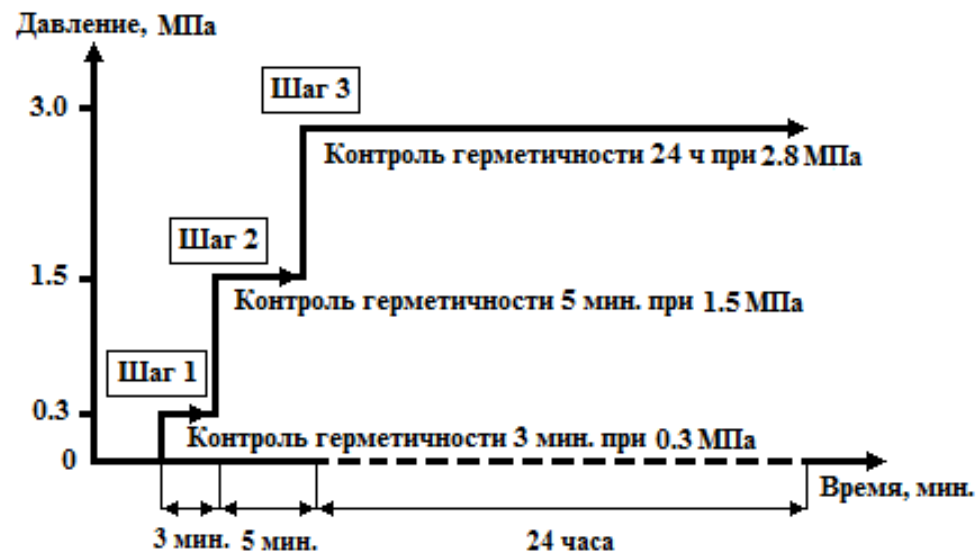 Давление, МПа
Шаг 3
3.0
Контроль герметичности 24 ч при 2.8 МПа
Шаг 2
1.5
Контроль герметичности 5 мин. при 1.5 МПа
Шаг 1
0.3
Контроль герметичности 3 мин. при 0.3 МПа
0
Время, мин.
3 мин. 5 мин. 24 часа